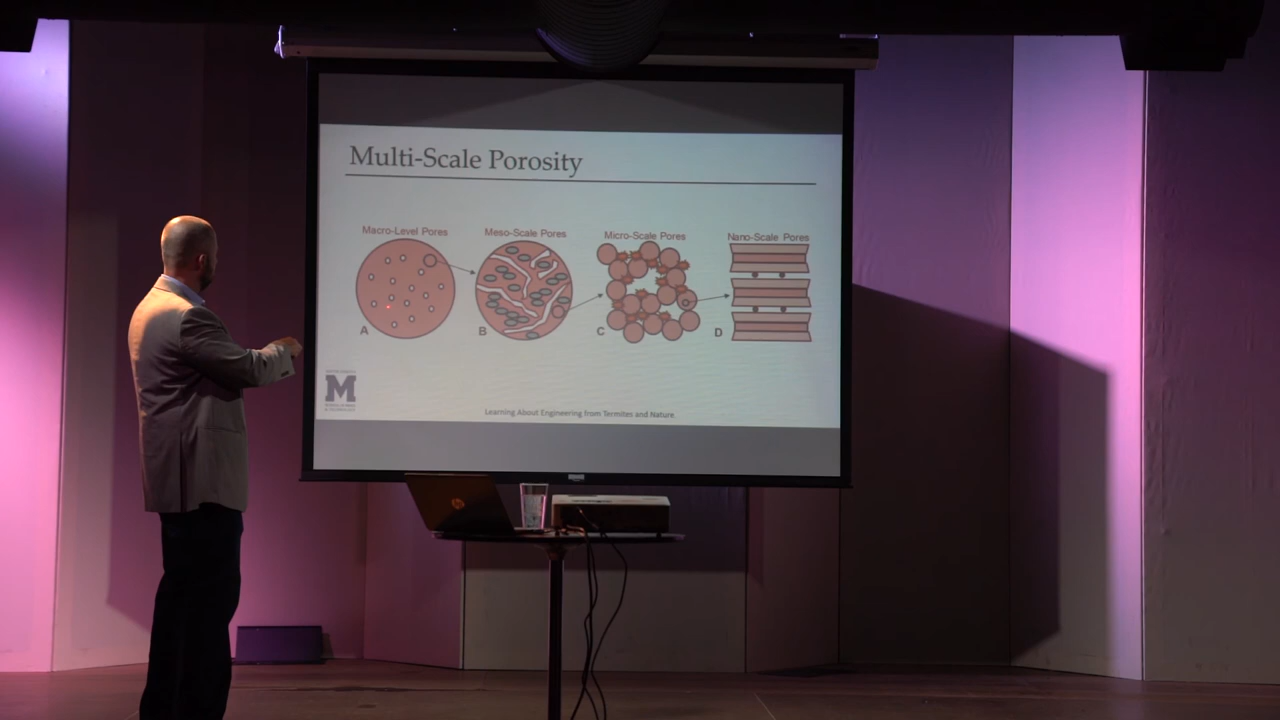 Multi-Scale Porosity
Macro-Level Pores
Meso-Scale Pores
Micro-Scale Pores
Nano-Scale Pores
A
B
C
D
M
Learning About Engineering from Termites and Nature
hp